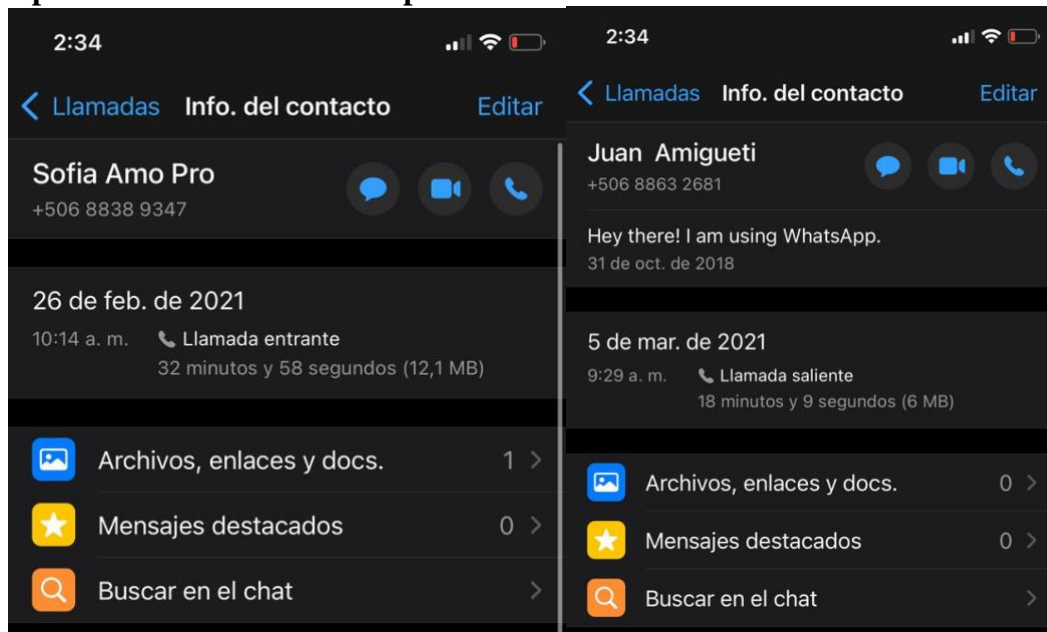 2:34
Llamadas Info. del contacto Editar
Sofia Amo Pro
+506 8838 9347
26 de feb. de 2021
10:14 a. m. Llamada entrante
32 minutos y 58 segundos (12,1 MB)
Archivos, enlaces y docs. 1
Mensajes destacados 0
Buscar en el chat
2:34
Llamadas Info. del contacto Editar
Juan Amigueti
+506 8863 2681
Hey there! I am using WhatsApp.
31 de oct. de 2018
5 de mar. de 2021
9:29 a. m. Llamada saliente
18 minutos y 9 segundos (6 MB)
Archivos, enlaces y docs. 0
Mensajes destacados 0
Buscar en el chat